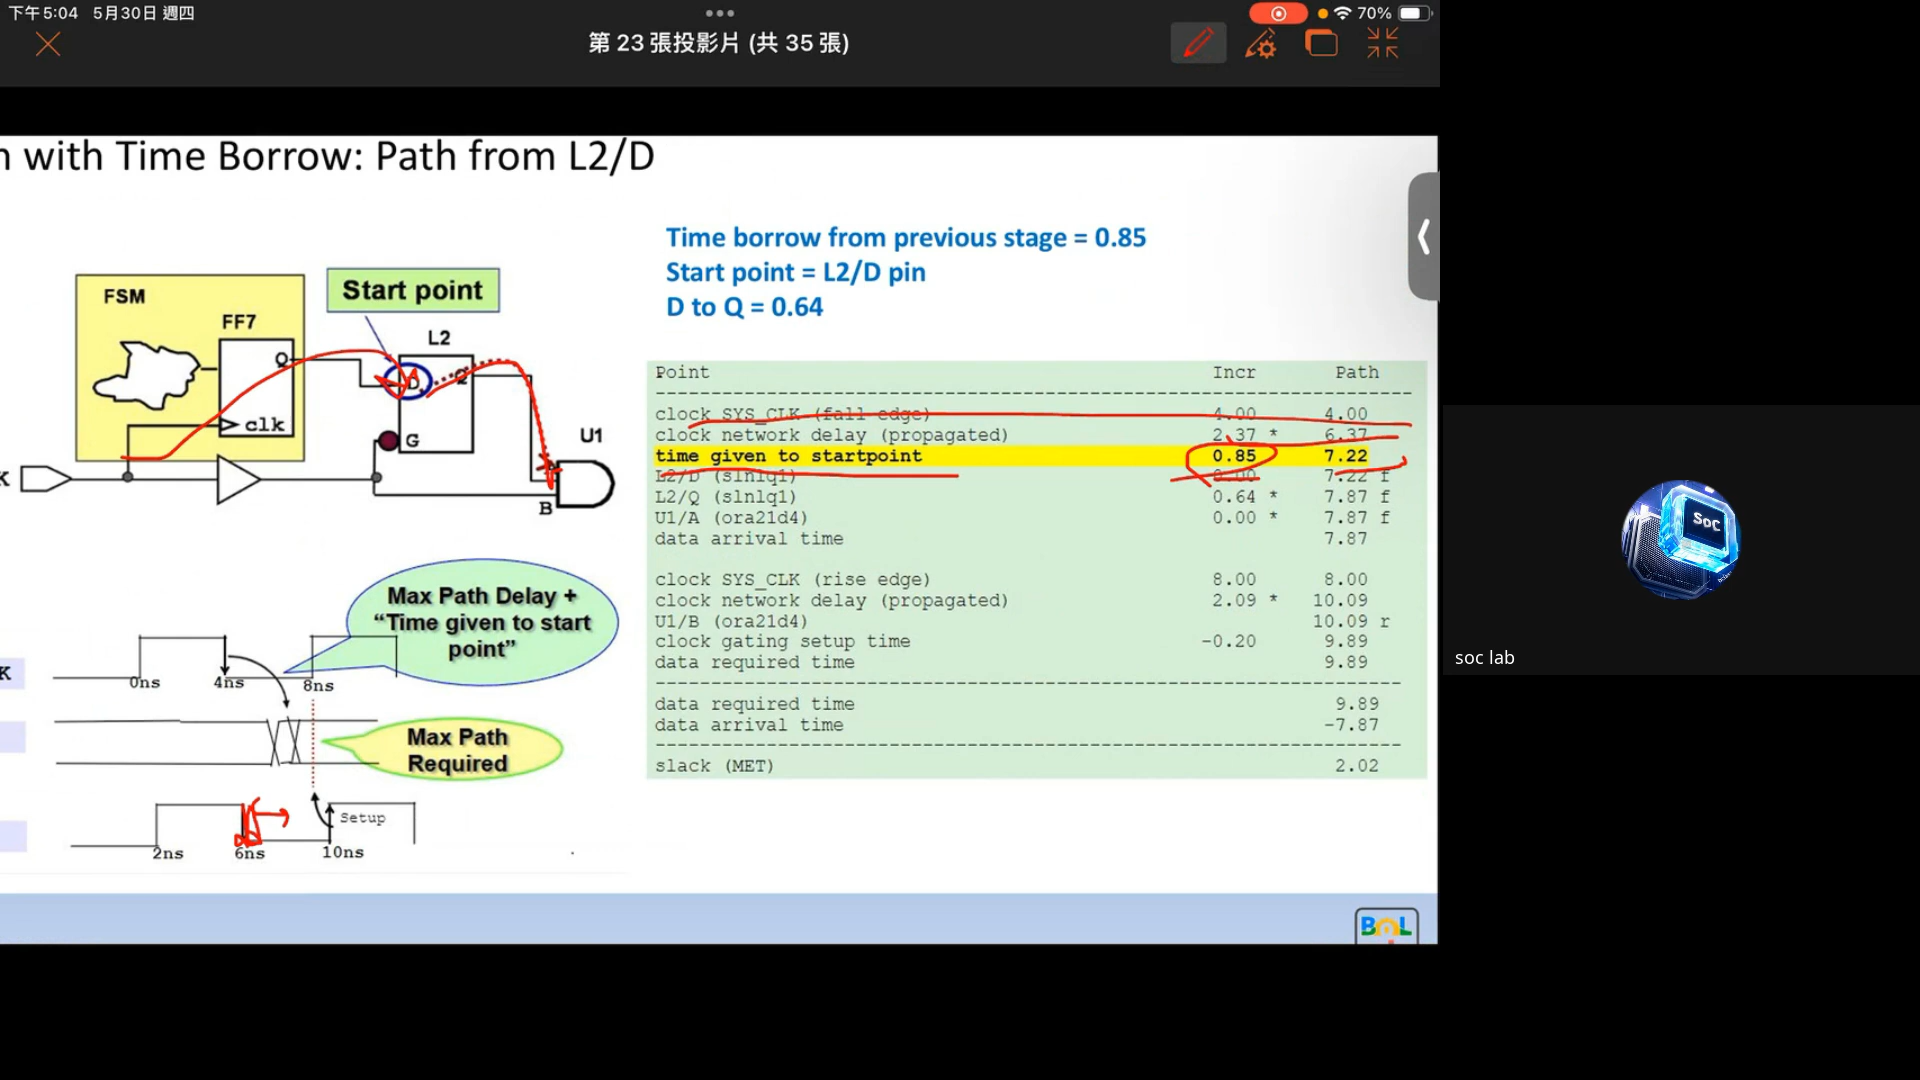 下午5:04 5月30日 週四
70%
第 23 張投影片 (共 35 張)
n with Time Borrow: Path from L2/D
Time borrow from previous stage = 0.85
Start point = L2/D pin
D to Q = 0.64
FSM
FF7
Q
clk
Start point
L2
D
Q
G
U1
B
K
Point Incr Path
clock SYS_CLK (fall edge) 4.00 4.00
clock network delay (propagated) 2.37 * 6.37
time given to startpoint 0.85 7.22
L2/D (slnlq1) 0.00 7.22 f
L2/Q (slnlq1) 0.64 * 7.87 f
U1/A (ora21d4) 0.00 * 7.87 f
data arrival time 7.87
clock SYS_CLK (rise edge) 8.00 8.00
clock network delay (propagated) 2.09 * 10.09
U1/B (ora21d4) 10.09 r
clock gating setup time -0.20 9.89
data required time 9.89
data required time 9.89
data arrival time -7.87
slack (MET) 2.02
Max Path Delay +
“Time given to start
point”
K
0ns 4ns 8ns
Max Path
Required
Setup
2ns 6ns 10ns
SoC
soc lab
BOL